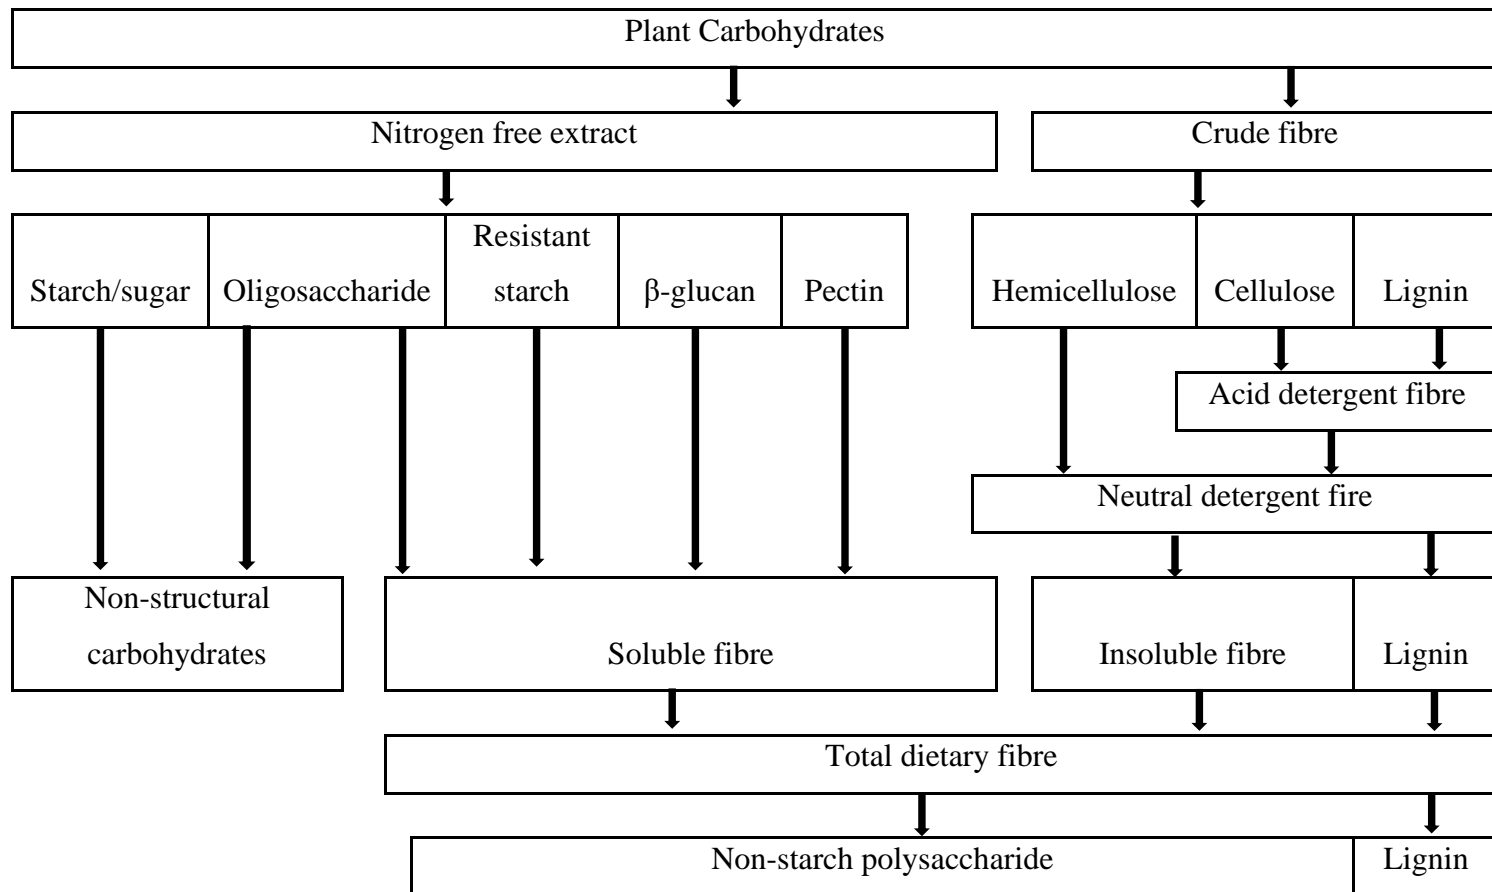 Plant Carbohydrates
Nitrogen free extract
Crude fibre
Starch/sugar
Oligosaccharide
Resistant
starch
β-glucan
Pectin
Hemicellulose
Cellulose
Lignin
Acid detergent fibre
Neutral detergent fire
Non-structural
carbohydrates
Soluble fibre
Insoluble fibre
Lignin
Total dietary fibre
Non-starch polysaccharide
Lignin